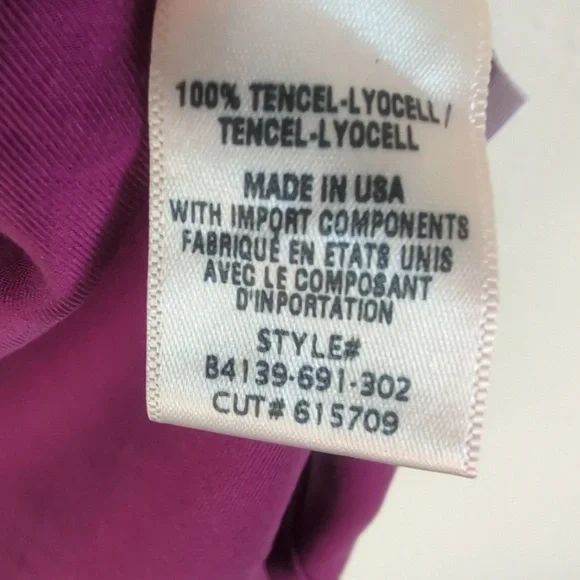 100% TENCEL-LYOCELL/
TENCEL-LYOCELL
MADE IN USA
WITH IMPORT COMPONENTS
FABRIQUE EN ETATS UNIS
AVEC LE COMPOSANT
D'INPORTATION
STYLE#
B4139-691-302
CUT# 615709